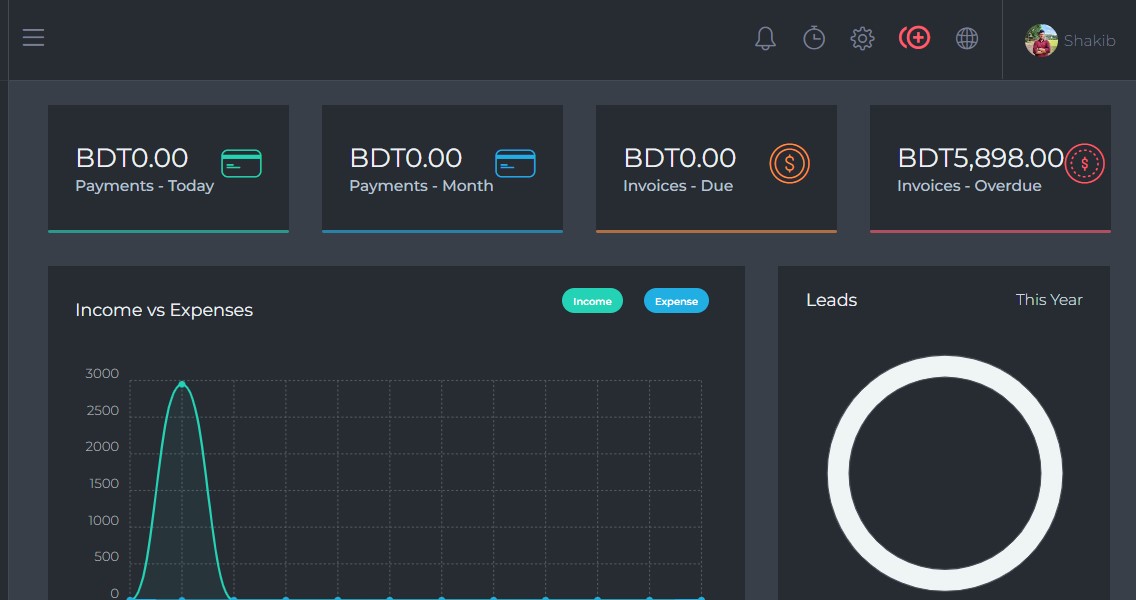 Shakib
BDT0.00
Payments - Today
BDT0.00
Payments - Month
BDT0.00
Invoices - Due
BDT5,898.00
Invoices - Overdue
Income vs Expenses
Income
Expense
3000
2500
2000
1500
1000
500
0
Leads
This Year